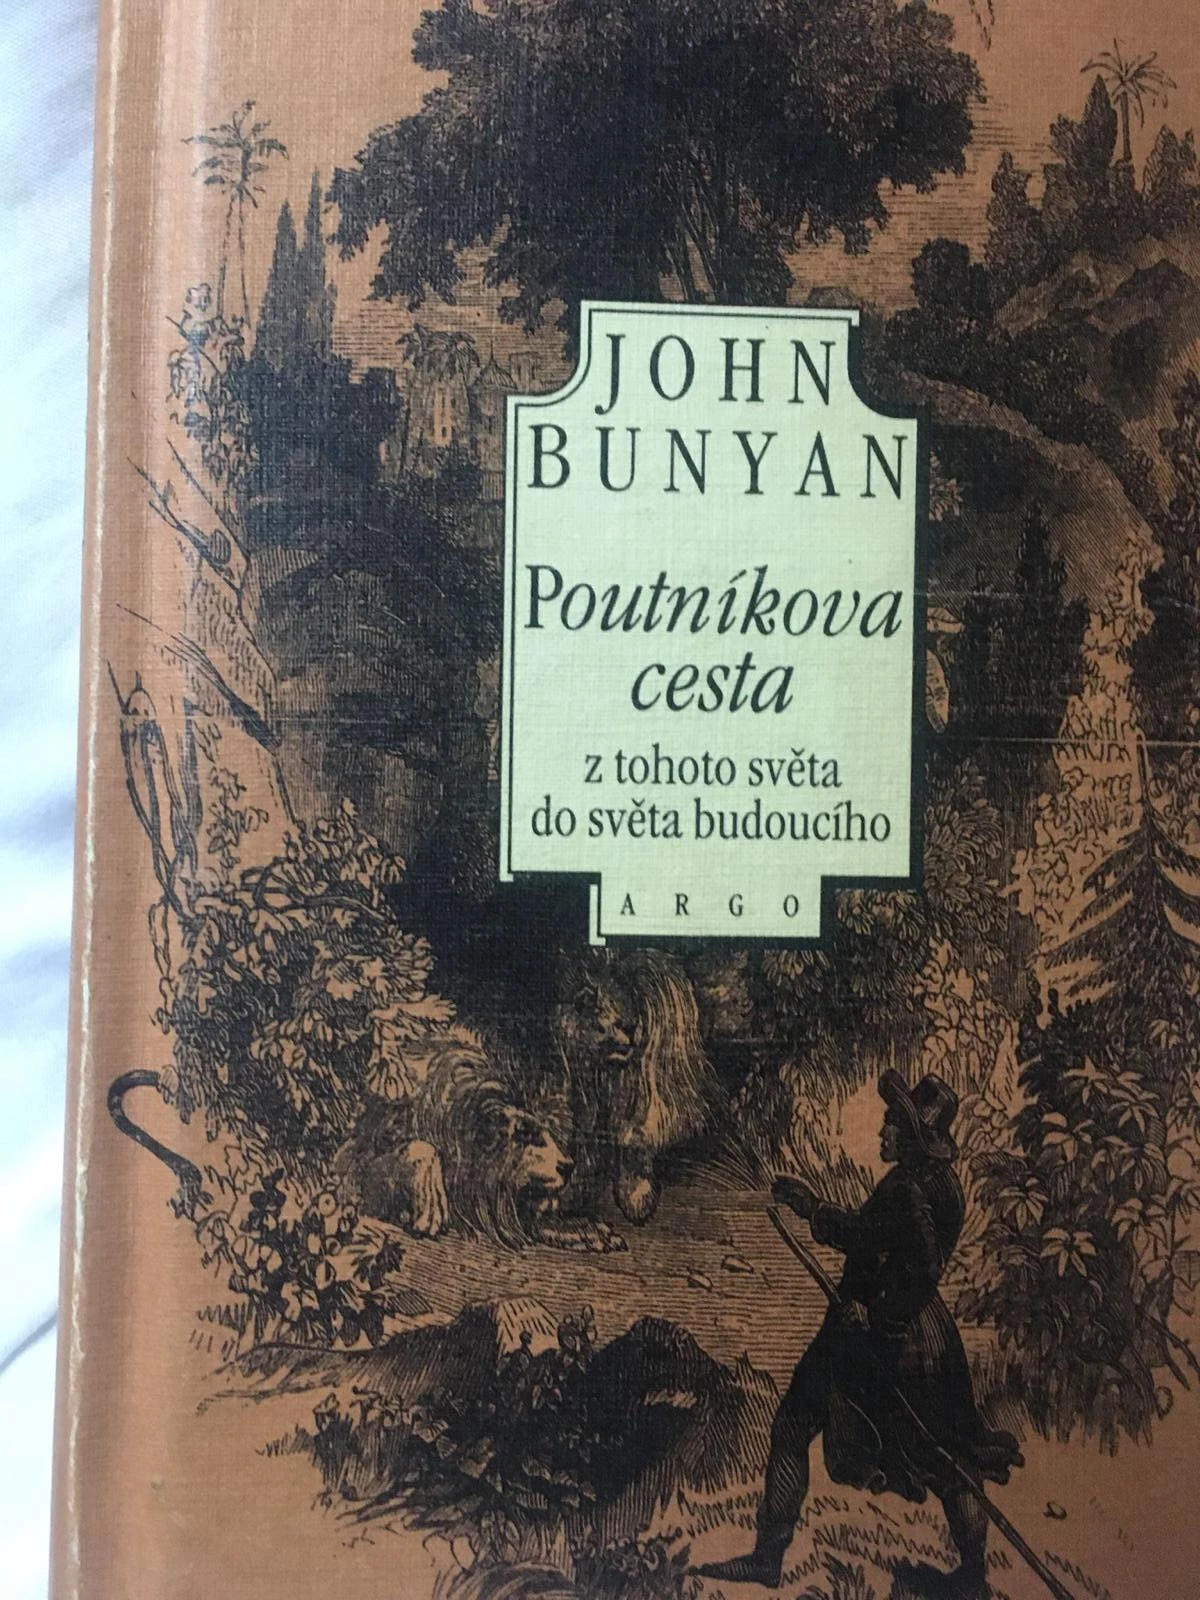 JOHN
BUNYAN
Poutníkova
cesta
z tohoto světa
do světa budoucího
ARGO